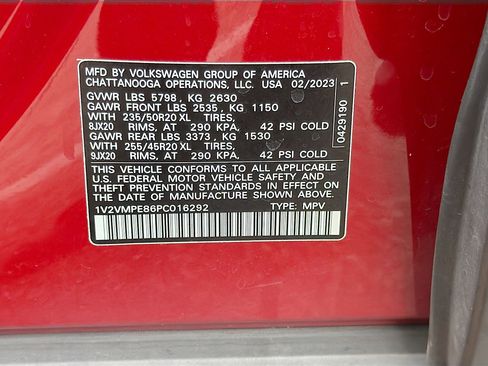 MFD BY VOLKSWAGEN GROUP OF AMERICA
CHATTANOOGA OPERATIONS, LLC. USA 02/2023
GVWR LBS 5798, KG 2630
GAWR FRONT LBS 2535, KG 1150
WITH 235/50R20 XL TIRES,
8JX20 RIMS, AT 290 KPA, 42 PSI COLD
GAWR REAR LBS 3373, KG 1530
WITH 255/45R20 XL TIRES,
9JX20 RIMS, AT 290 KPA, 42 PSI COLD
THIS VEHICLE CONFORMS TO ALL APPLICABLE
U.S. FEDERAL MOTOR VEHICLE SAFETY AND
THEFT PREVENTION STANDARDS IN EFFECT ON
THE DATE OF MANUFACTURE SHOWN ABOVE.
1V2VMPE86PC016292 TYPE: MPV
0429190 1